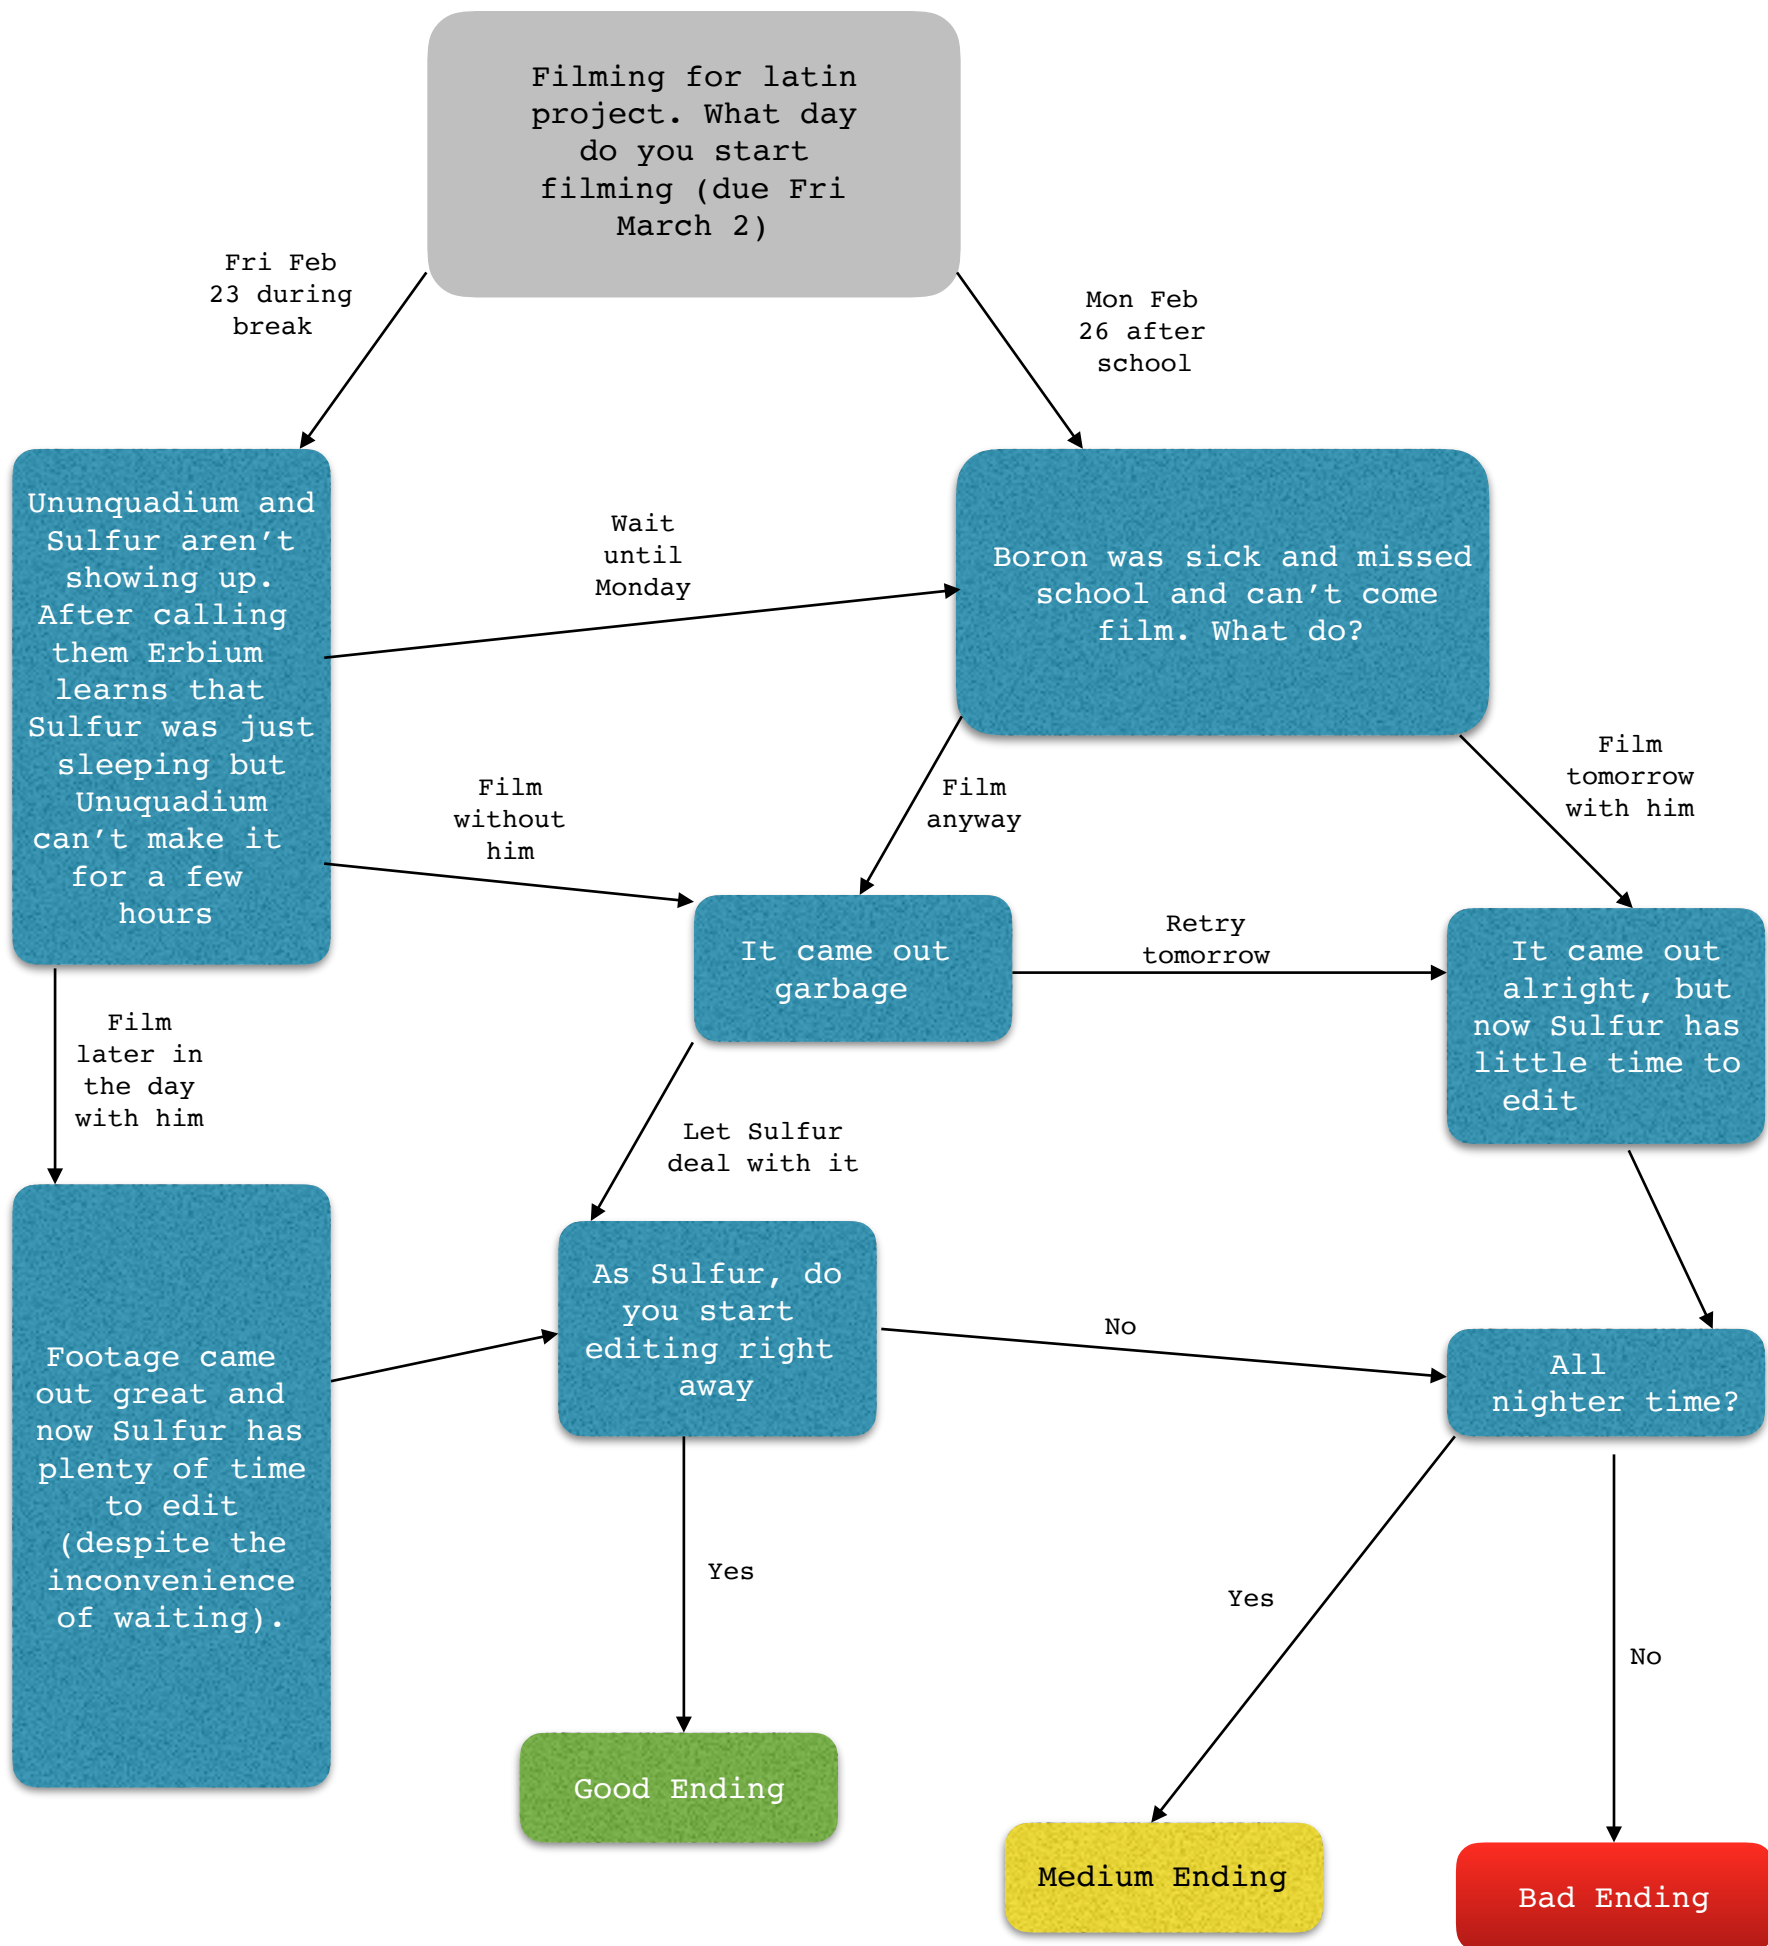 Filming for latin
project. What day
do you start
filming (due Fri
March 2)
Fri Feb
23 during
break
Mon Feb
26 after
school
Ununquadium and
Sulfur aren’t
showing up.
After calling
them Erbium
learns that
Sulfur was just
sleeping but
Unuquadium
can’t make it
for a few
hours
Wait
until
Monday
Boron was sick and missed
school and can’t come
film. What do?
Film
without
him
Film
anyway
Film
tomorrow
with him
It came out
garbage
Retry
tomorrow
It came out
alright, but
now Sulfur has
little time to
edit
Film
later in
the day
with him
Let Sulfur
deal with it
Footage came
out great and
now Sulfur has
plenty of time
to edit
(despite the
inconvenience
of waiting).
As Sulfur, do
you start
editing right
away
No
All
nighter time?
Yes
Yes
No
Good Ending
Medium Ending
Bad Ending